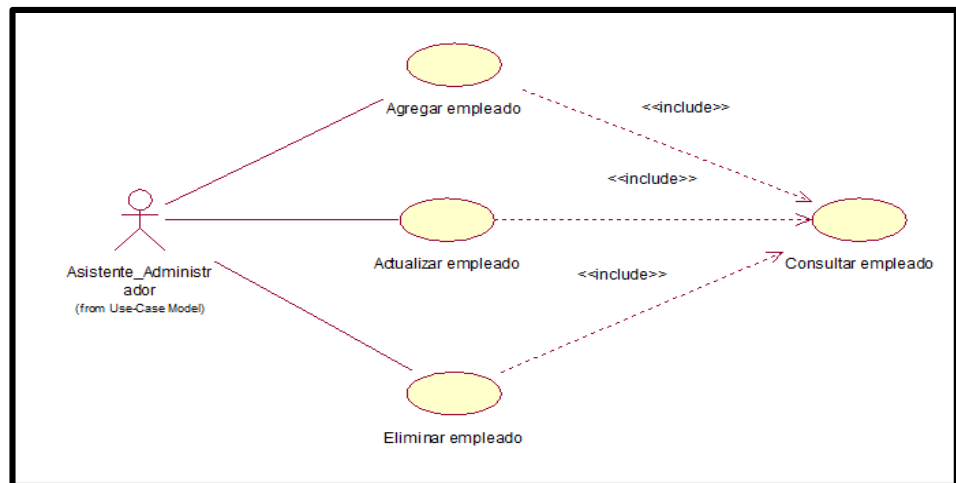 Agregar empleado
<<include>>
<<include>>
Actualizar empleado
<<include>>
Consultar empleado
Asistente_Administr
ador
(from Use-Case Model)
Eliminar empleado